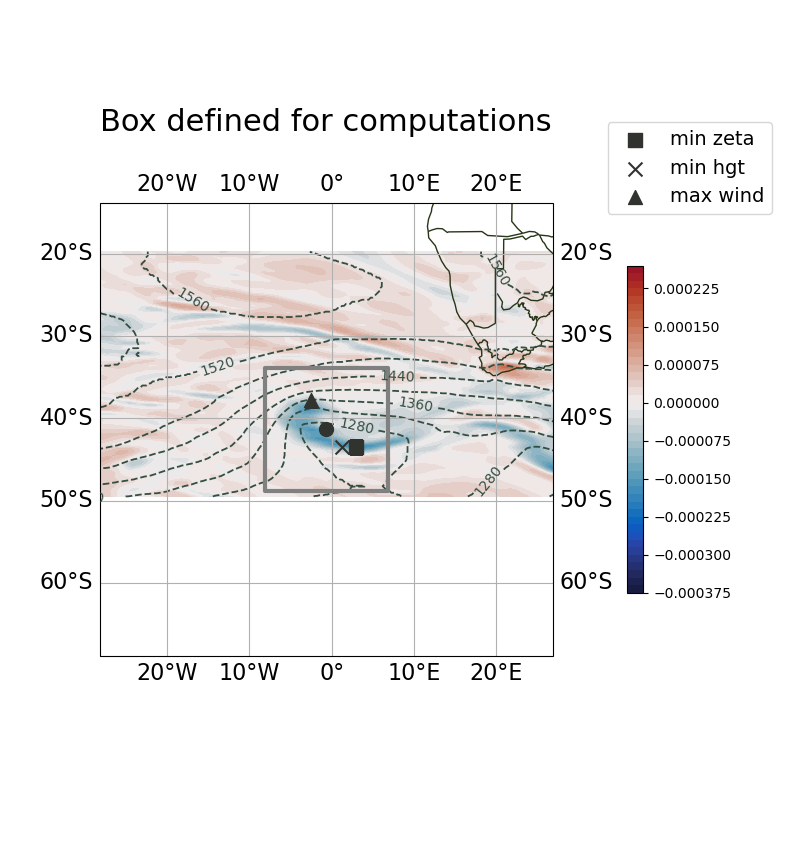 Box defined for computations
min zeta
min hgt
max wind
20°W 10°W 0° 10°E 20°E
20°S 20°S
1560
1560
0.000225
30°S 30°S
0.000150
1520
0.000075
1440
0.000000
1360
40°S 40°S
1280
−0.000075
1280
−0.000150
50°S 50°S
−0.000225
−0.000300
60°S 60°S
−0.000375
20°W 10°W 0° 10°E 20°E